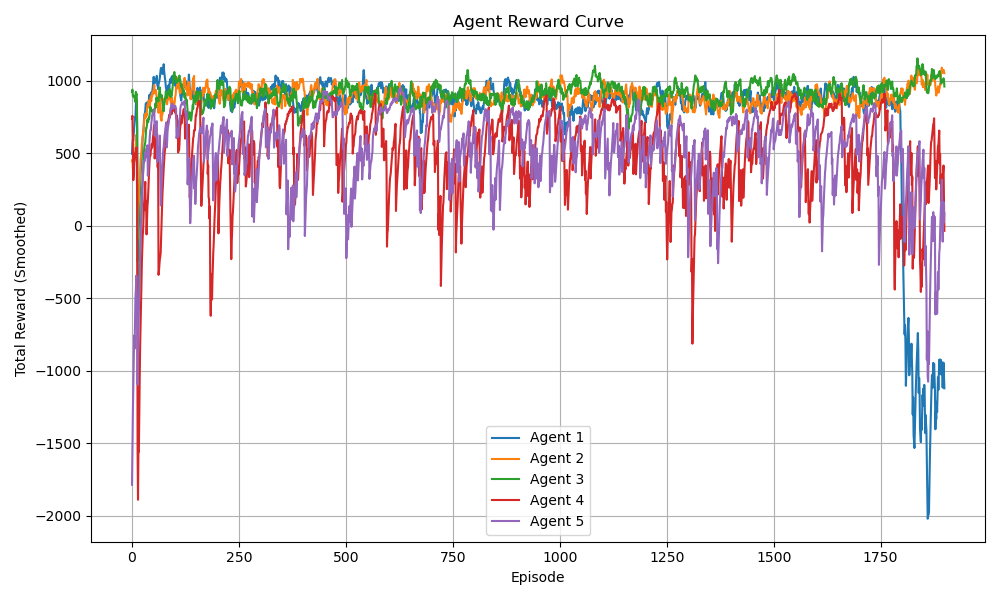 Agent Reward Curve
Total Reward (Smoothed)
1000
500
0
−500
−1000
−1500
−2000
Agent 1
Agent 2
Agent 3
Agent 4
Agent 5
0 250 500 750 1000 1250 1500 1750
Episode